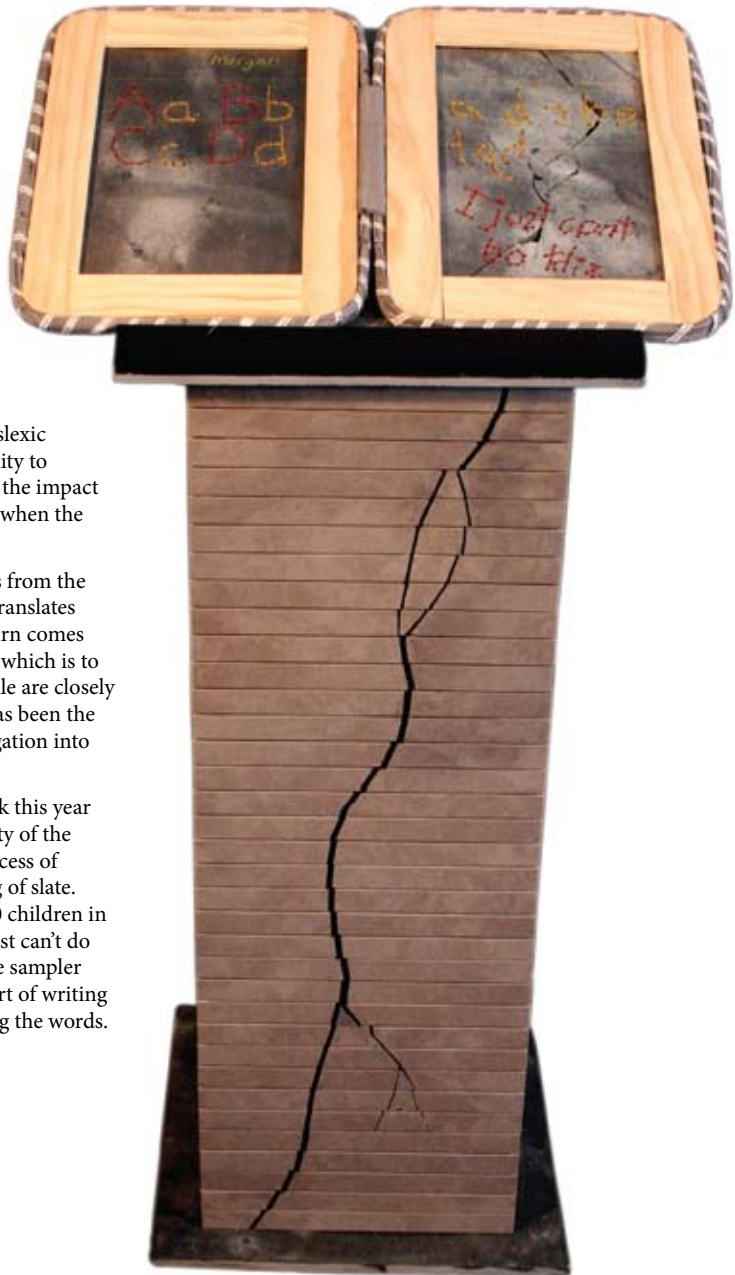 Aa Bb
Cc Dd
I just cant
bo this
slexic
ity to
the impact
when the
s from the
ranslates
rn comes
which is to
le are closely
as been the
gation into
k this year
ty of the
cess of
g of slate.
0 children in
st can't do
e sampler
rt of writing
g the words.